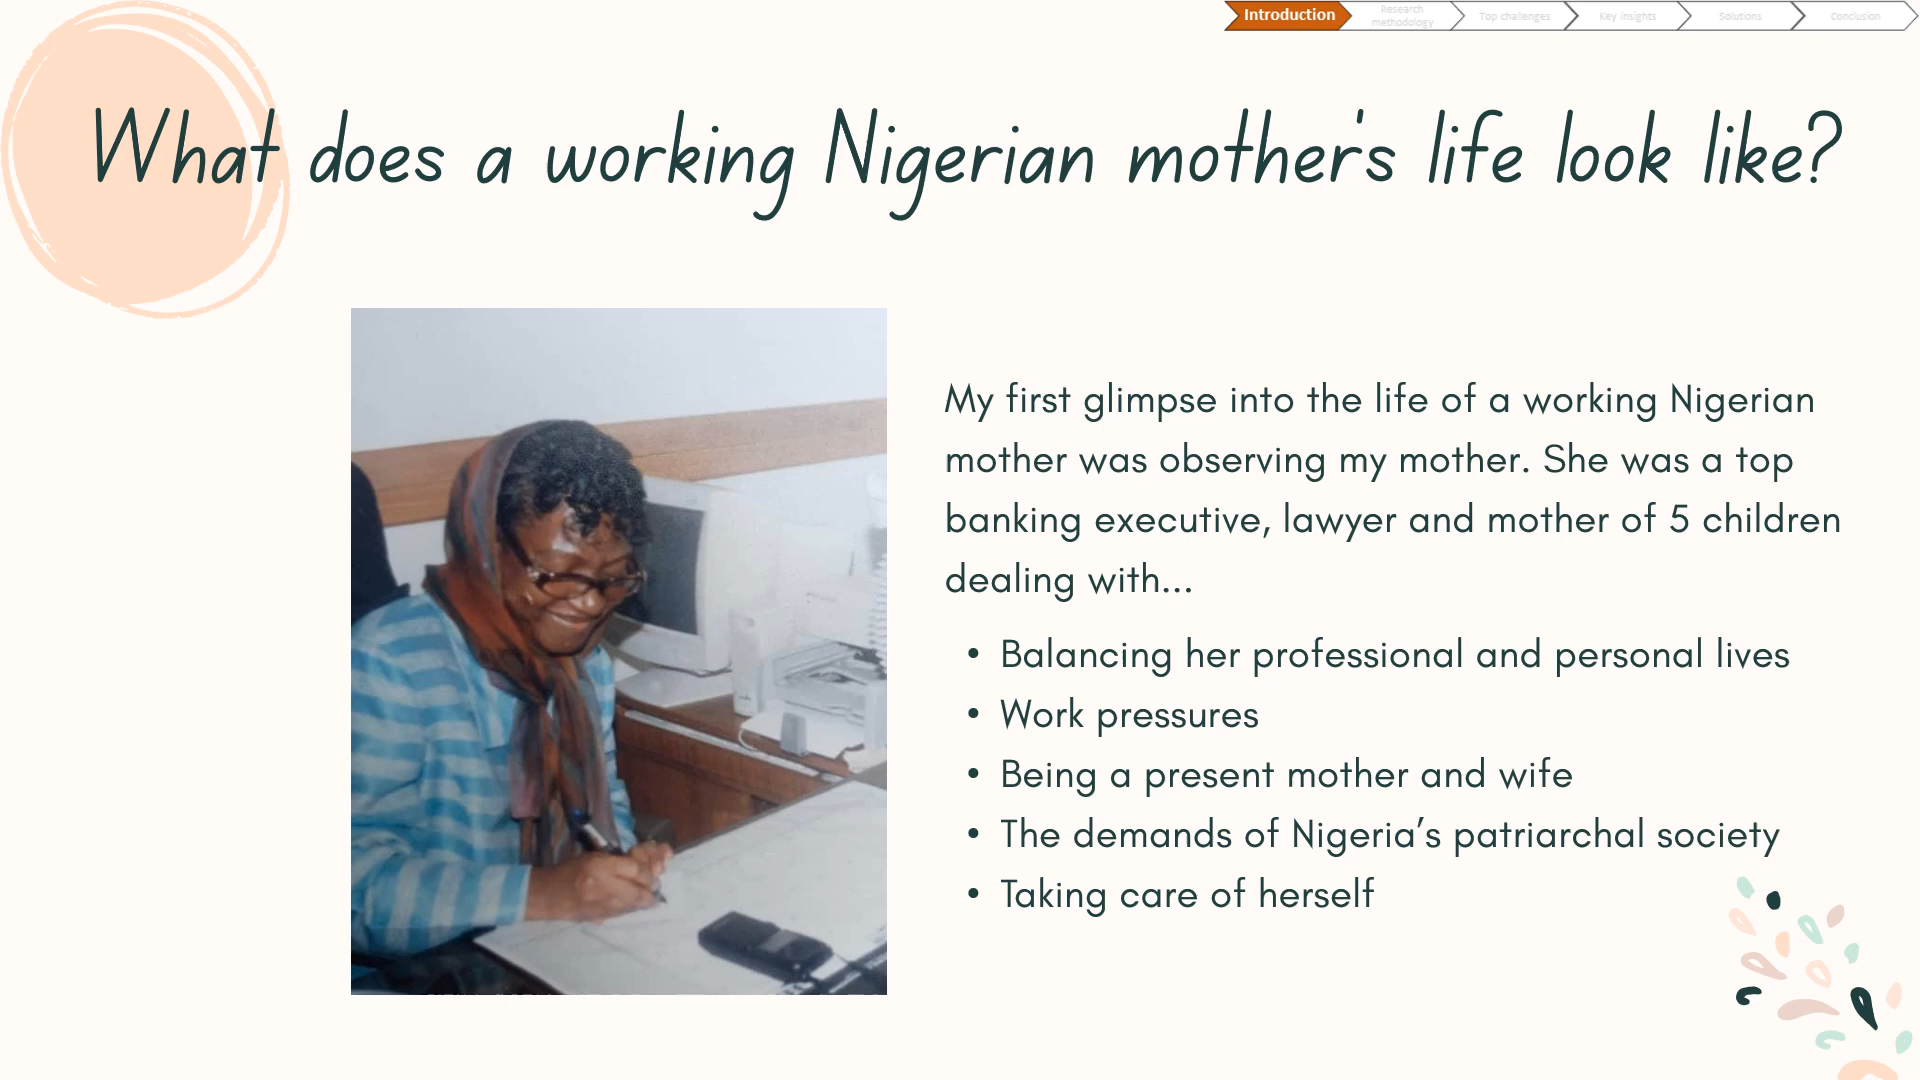 Introduction
Research
methodology
Top challenges
Key insights
Solutions
Conclusion
What does a working Nigerian mother's life look like?
My first glimpse into the life of a working Nigerian
mother was observing my mother. She was a top
banking executive, lawyer and mother of 5 children
dealing with...
• Balancing her professional and personal lives
• Work pressures
• Being a present mother and wife
• The demands of Nigeria’s patriarchal society
• Taking care of herself